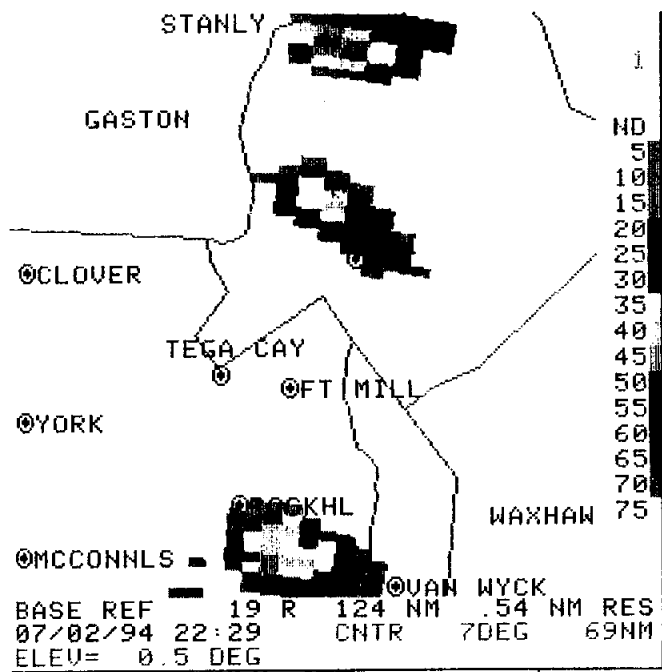 STANLY
i
GASTON
ND
5
10
15
20
25
30
35
40
45
50
55
60
65
70
75
CLOVER
TEGA CAY
FT MILL
YORK
WAXHAW
MCCONNLS
VAN WYCK
BASE REF 19 R 124 NM .54 NM RES
07/02/94 22:29 CNTR 7DEG 69NM
ELEV= 0.5 DEG